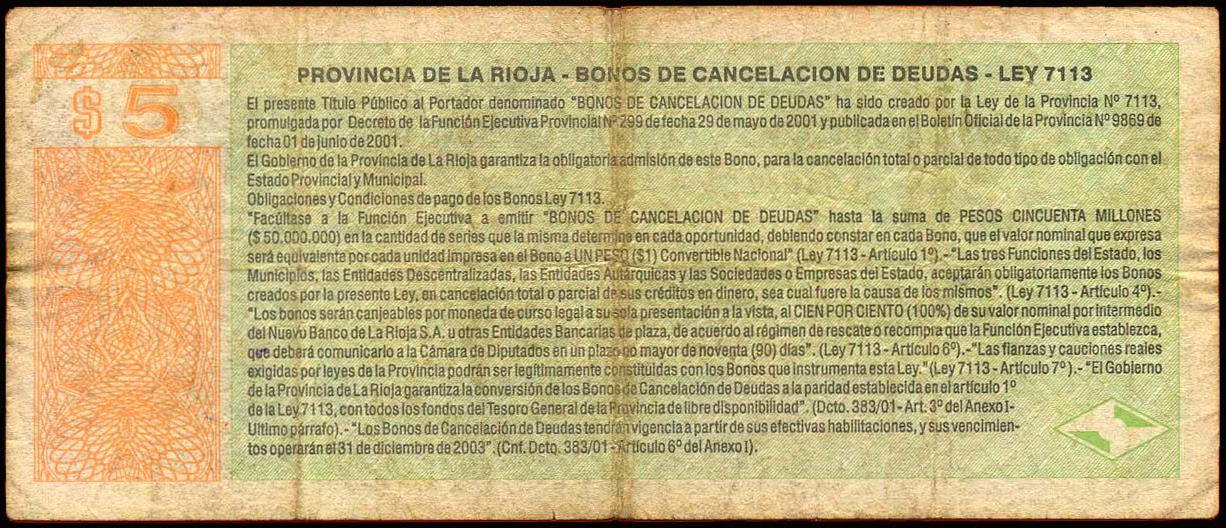 PROVINCIA DE LA RIOJA - BONOS DE CANCELACION DE DEUDAS - LEY 7113
$ 5
El presente Título Público al Portador denominado "BONOS DE CANCELACION DE DEUDAS" ha sido creado por la Ley de la Provincia Nº 7113,
promulgada por Decreto de la Función Ejecutiva Provincial Nº 299 de fecha 29 de mayo de 2001 y publicada en el Boletín Oficial de la Provincia Nº 9869 de
fecha 01 de junio de 2001.
El Gobierno de la Provincia de La Rioja garantiza la obligatoria admisión de este Bono, para la cancelación total o parcial de todo tipo de obligación con el
Estado Provincial y Municipal.
Obligaciones y Condiciones de pago de los Bonos Ley 7113.
"Facúltase a la Función Ejecutiva a emitir "BONOS DE CANCELACION DE DEUDAS" hasta la suma de PESOS CINCUENTA MILLONES
($ 50.000.000) en la cantidad de series que la misma determine en cada oportunidad, debiendo constar en cada Bono, que el valor nominal que expresa
será equivalente por cada unidad impresa en el Bono a UN PESO ($1) Convertible Nacional" (Ley 7113 - Artículo 1º).- "Las tres Funciones del Estado, los
Municipios, las Entidades Descentralizadas, las Entidades Autárquicas y las Sociedades o Empresas del Estado, aceptarán obligatoriamente los Bonos
creados por la presente Ley, en cancelación total o parcial de sus créditos en dinero, sea cual fuere la causa de los mismos". (Ley 7113 - Artículo 4º).-
"Los bonos serán canjeables por moneda de curso legal a su sola presentación a la vista, al CIEN POR CIENTO (100%) de su valor nominal por intermedio
del Nuevo Banco de La Rioja S.A. u otras Entidades Bancarias de plaza, de acuerdo al régimen de rescate o recompra que la Función Ejecutiva establezca,
que deberá comunicarlo a la Cámara de Diputados en un plazo no mayor de noventa (90) días". (Ley 7113 - Artículo 6º).- "Las fianzas y cauciones reales
exigidas por leyes de la Provincia podrán ser legítimamente constituidas con los Bonos que instrumenta esta Ley." (Ley 7113 - Artículo 7º).- "El Gobierno
de la Provincia de La Rioja garantiza la conversión de los Bonos de Cancelación de Deudas a la paridad establecida en el artículo 1º
de la Ley 7113, con todos los fondos del Tesoro General de la Provincia de libre disponibilidad". (Dcto. 383/01 - Art. 3º del Anexo I-
Ultimo párrafo).- "Los Bonos de Cancelación de Deudas tendrán vigencia a partir de sus efectivas habilitaciones, y sus vencimien-
tos operarán el 31 de diciembre de 2003". (Cnf. Dcto. 383/01 - Artículo 6º del Anexo I).